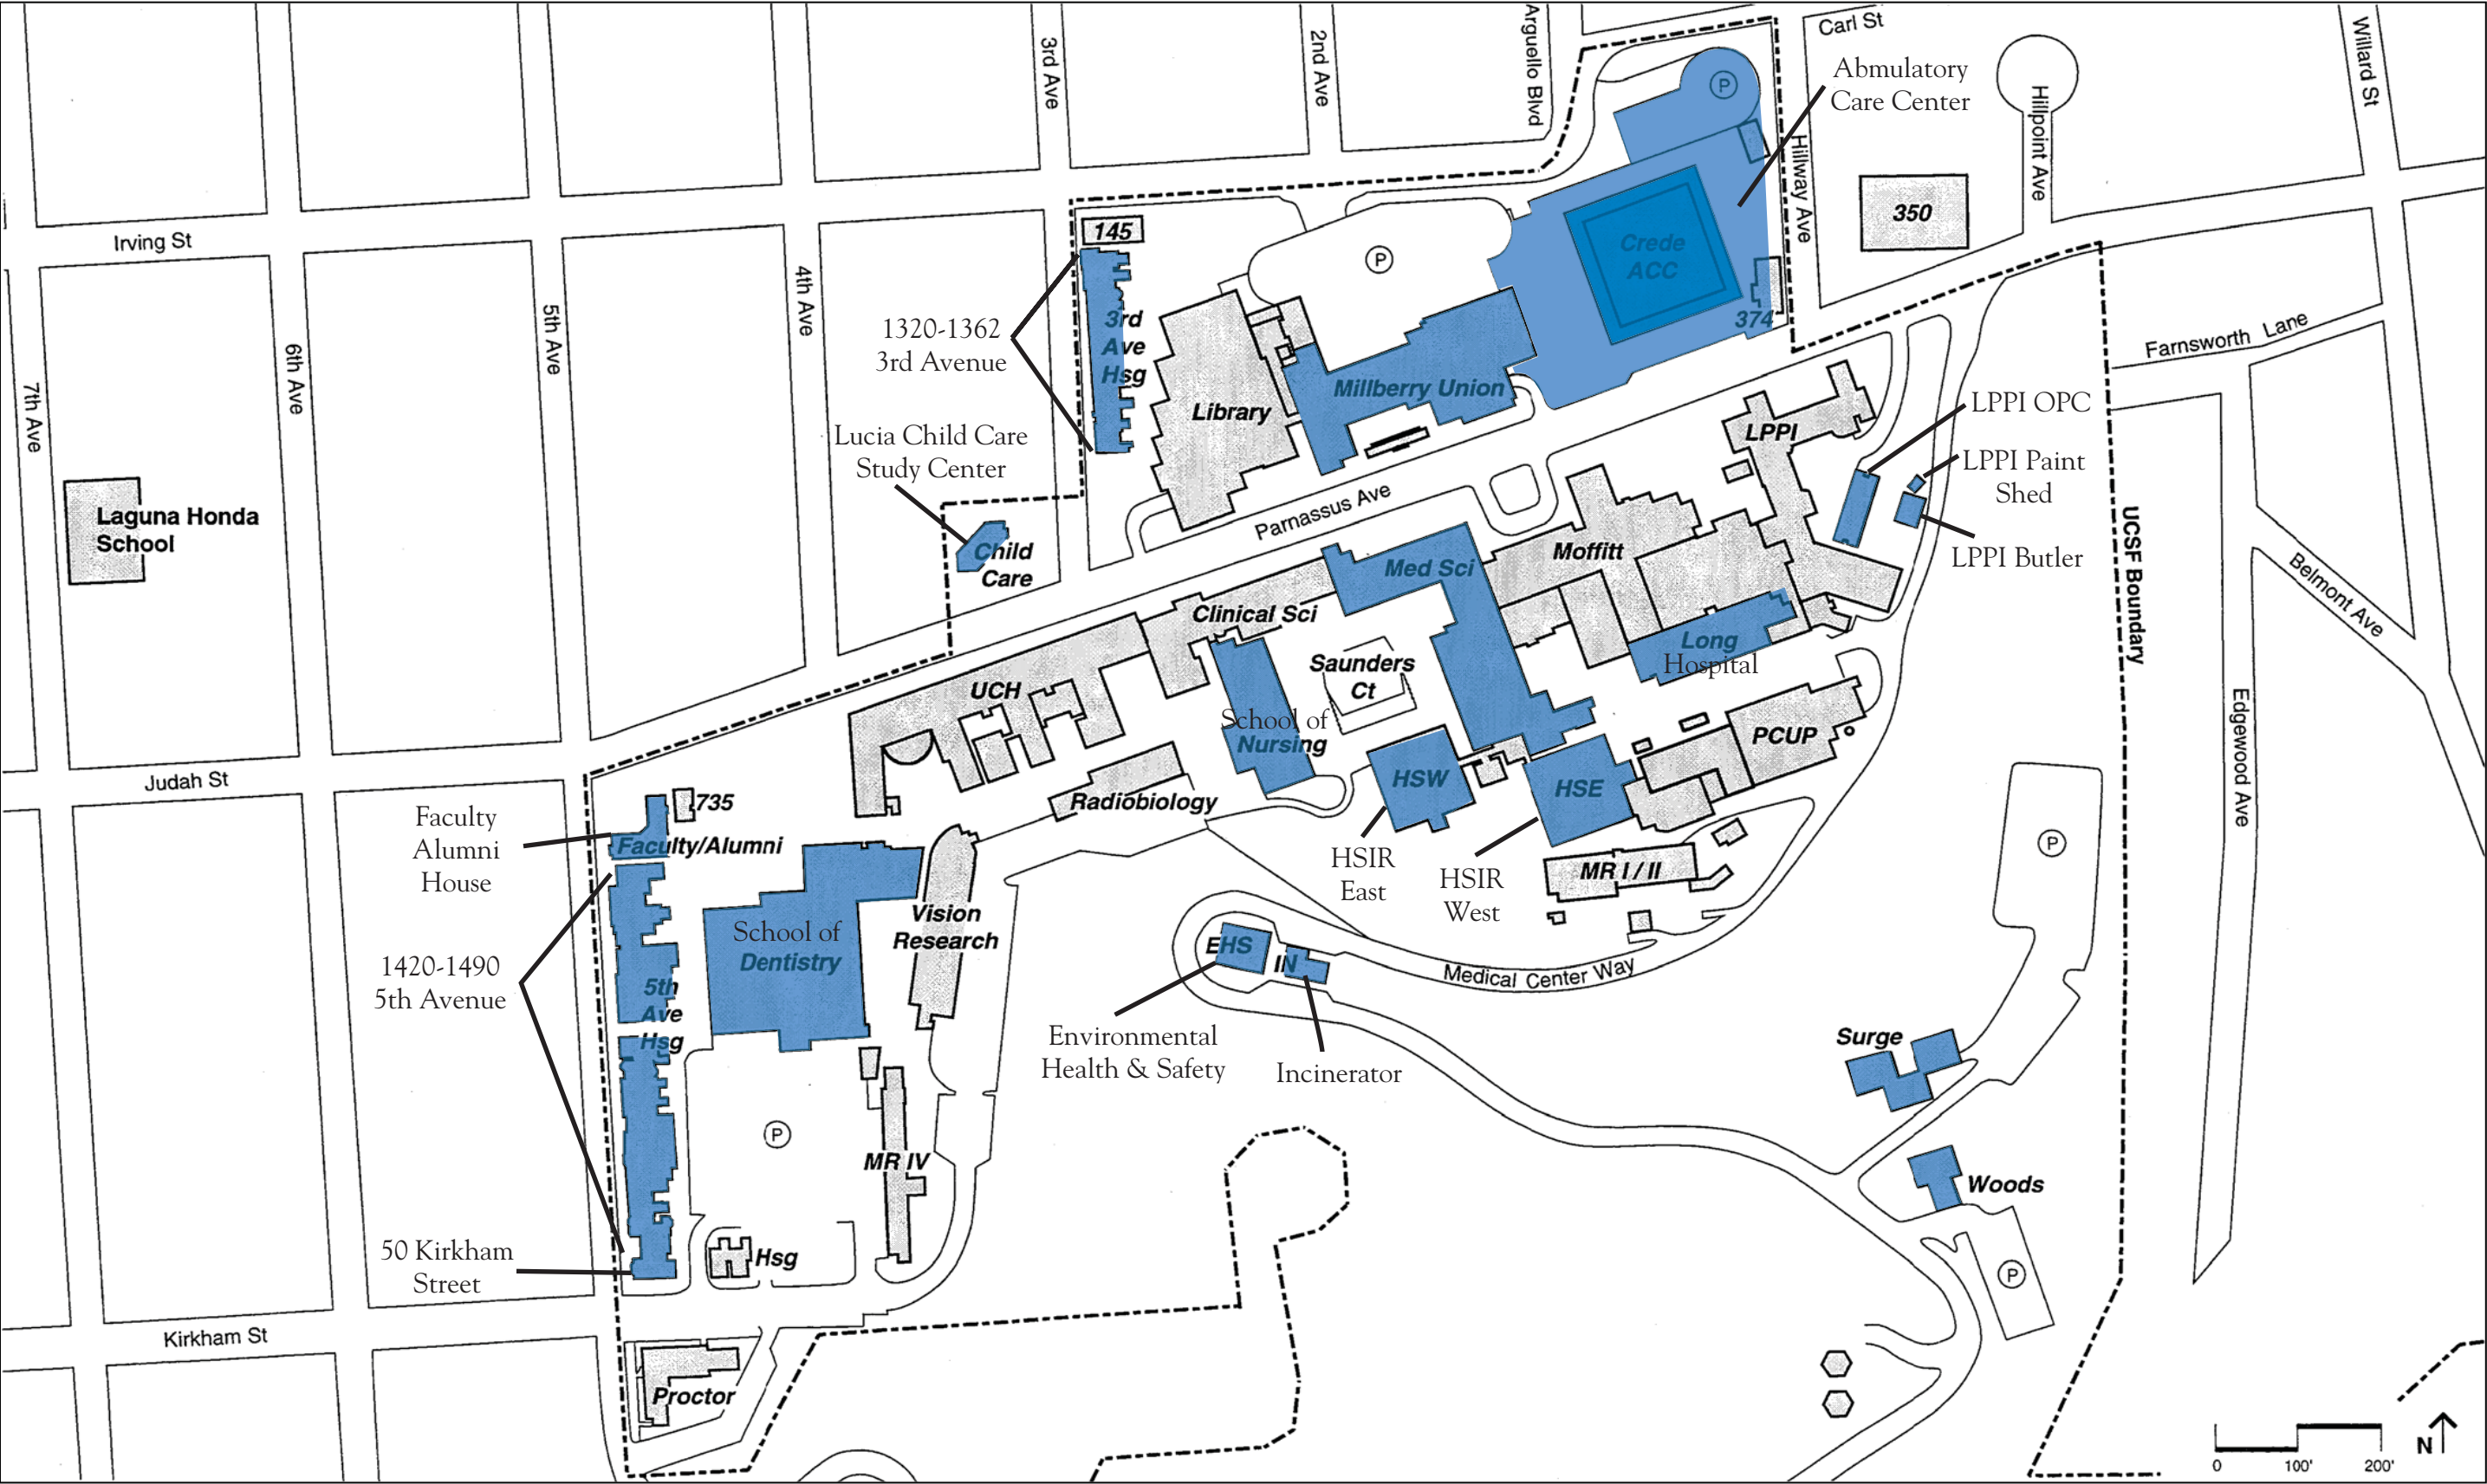 3rd Ave
2nd Ave
Arguello Blvd
Carl St
Willard St
Abmulatory
Care Center
P
Hillpoint Ave
Hillway Ave
350
Irving St
145
P
Crede
ACC
4th Ave
5th Ave
6th Ave
7th Ave
1320-1362
3rd Avenue
3rd
Ave
Hsg
374
Farnsworth Lane
Millberry Union
Library
LPPI OPC
LPPI
Lucia Child Care
Study Center
LPPI Paint
Shed
Parnassus Ave
Laguna Honda
School
UCSF Boundary
Child
Care
Moffitt
Med Sci
LPPI Butler
Belmont Ave
Clinical Sci
Long
Hospital
Saunders
Ct
UCH
School of
Nursing
PCUP
Edgewood Ave
Judah St
HSW
HSE
735
Radiobiology
Faculty
Alumni
House
Faculty/Alumni
P
HSIR
East
HSIR
West
MR I / II
Vision
Research
School of
Dentistry
EHS
IN
Medical Center Way
1420-1490
5th Avenue
5th
Ave
Hsg
Environmental
Health & Safety
Incinerator
Surge
P
MR IV
Woods
50 Kirkham
Street
Hsg
P
Kirkham St
Proctor
N
0 100' 200'